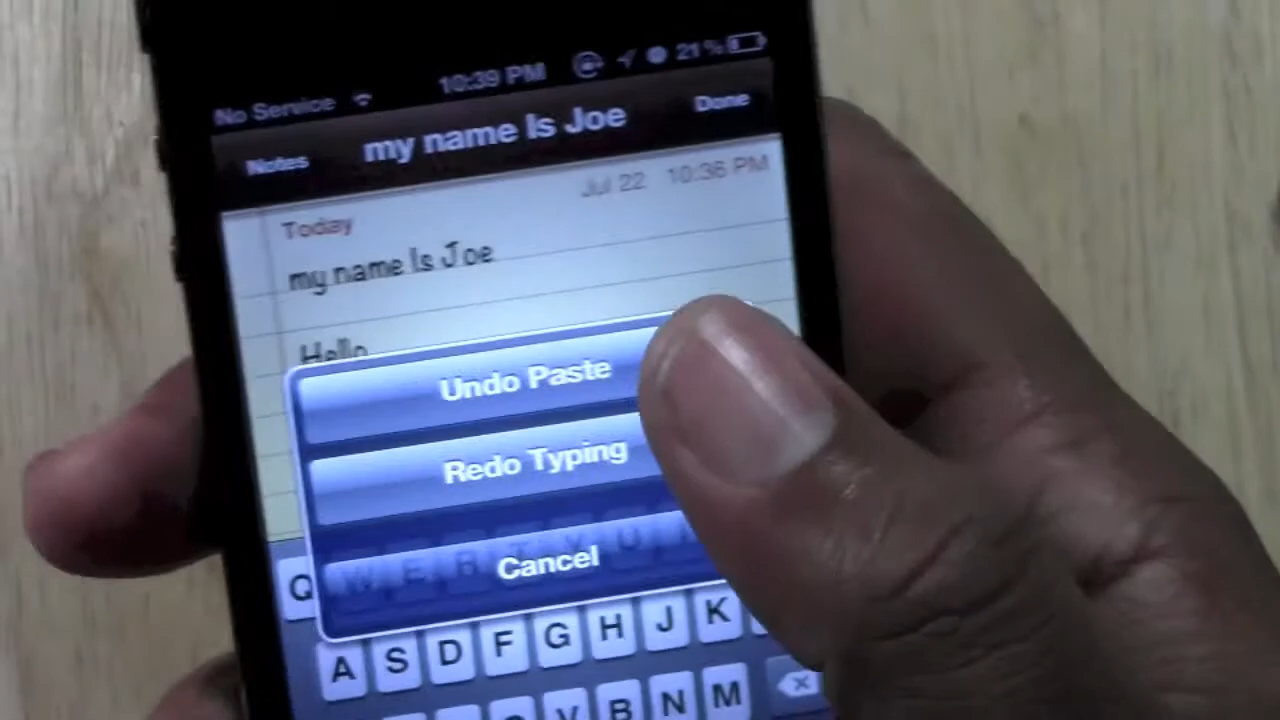 No Service 10:39 PM 21%
Notes my name Is Joe Done
Today Jul 22 10:36 PM
my name Is Joe
Hello
Undo Paste
Redo Typing
Cancel
Q W E R T Y U
A S D F G H J K
V B N M